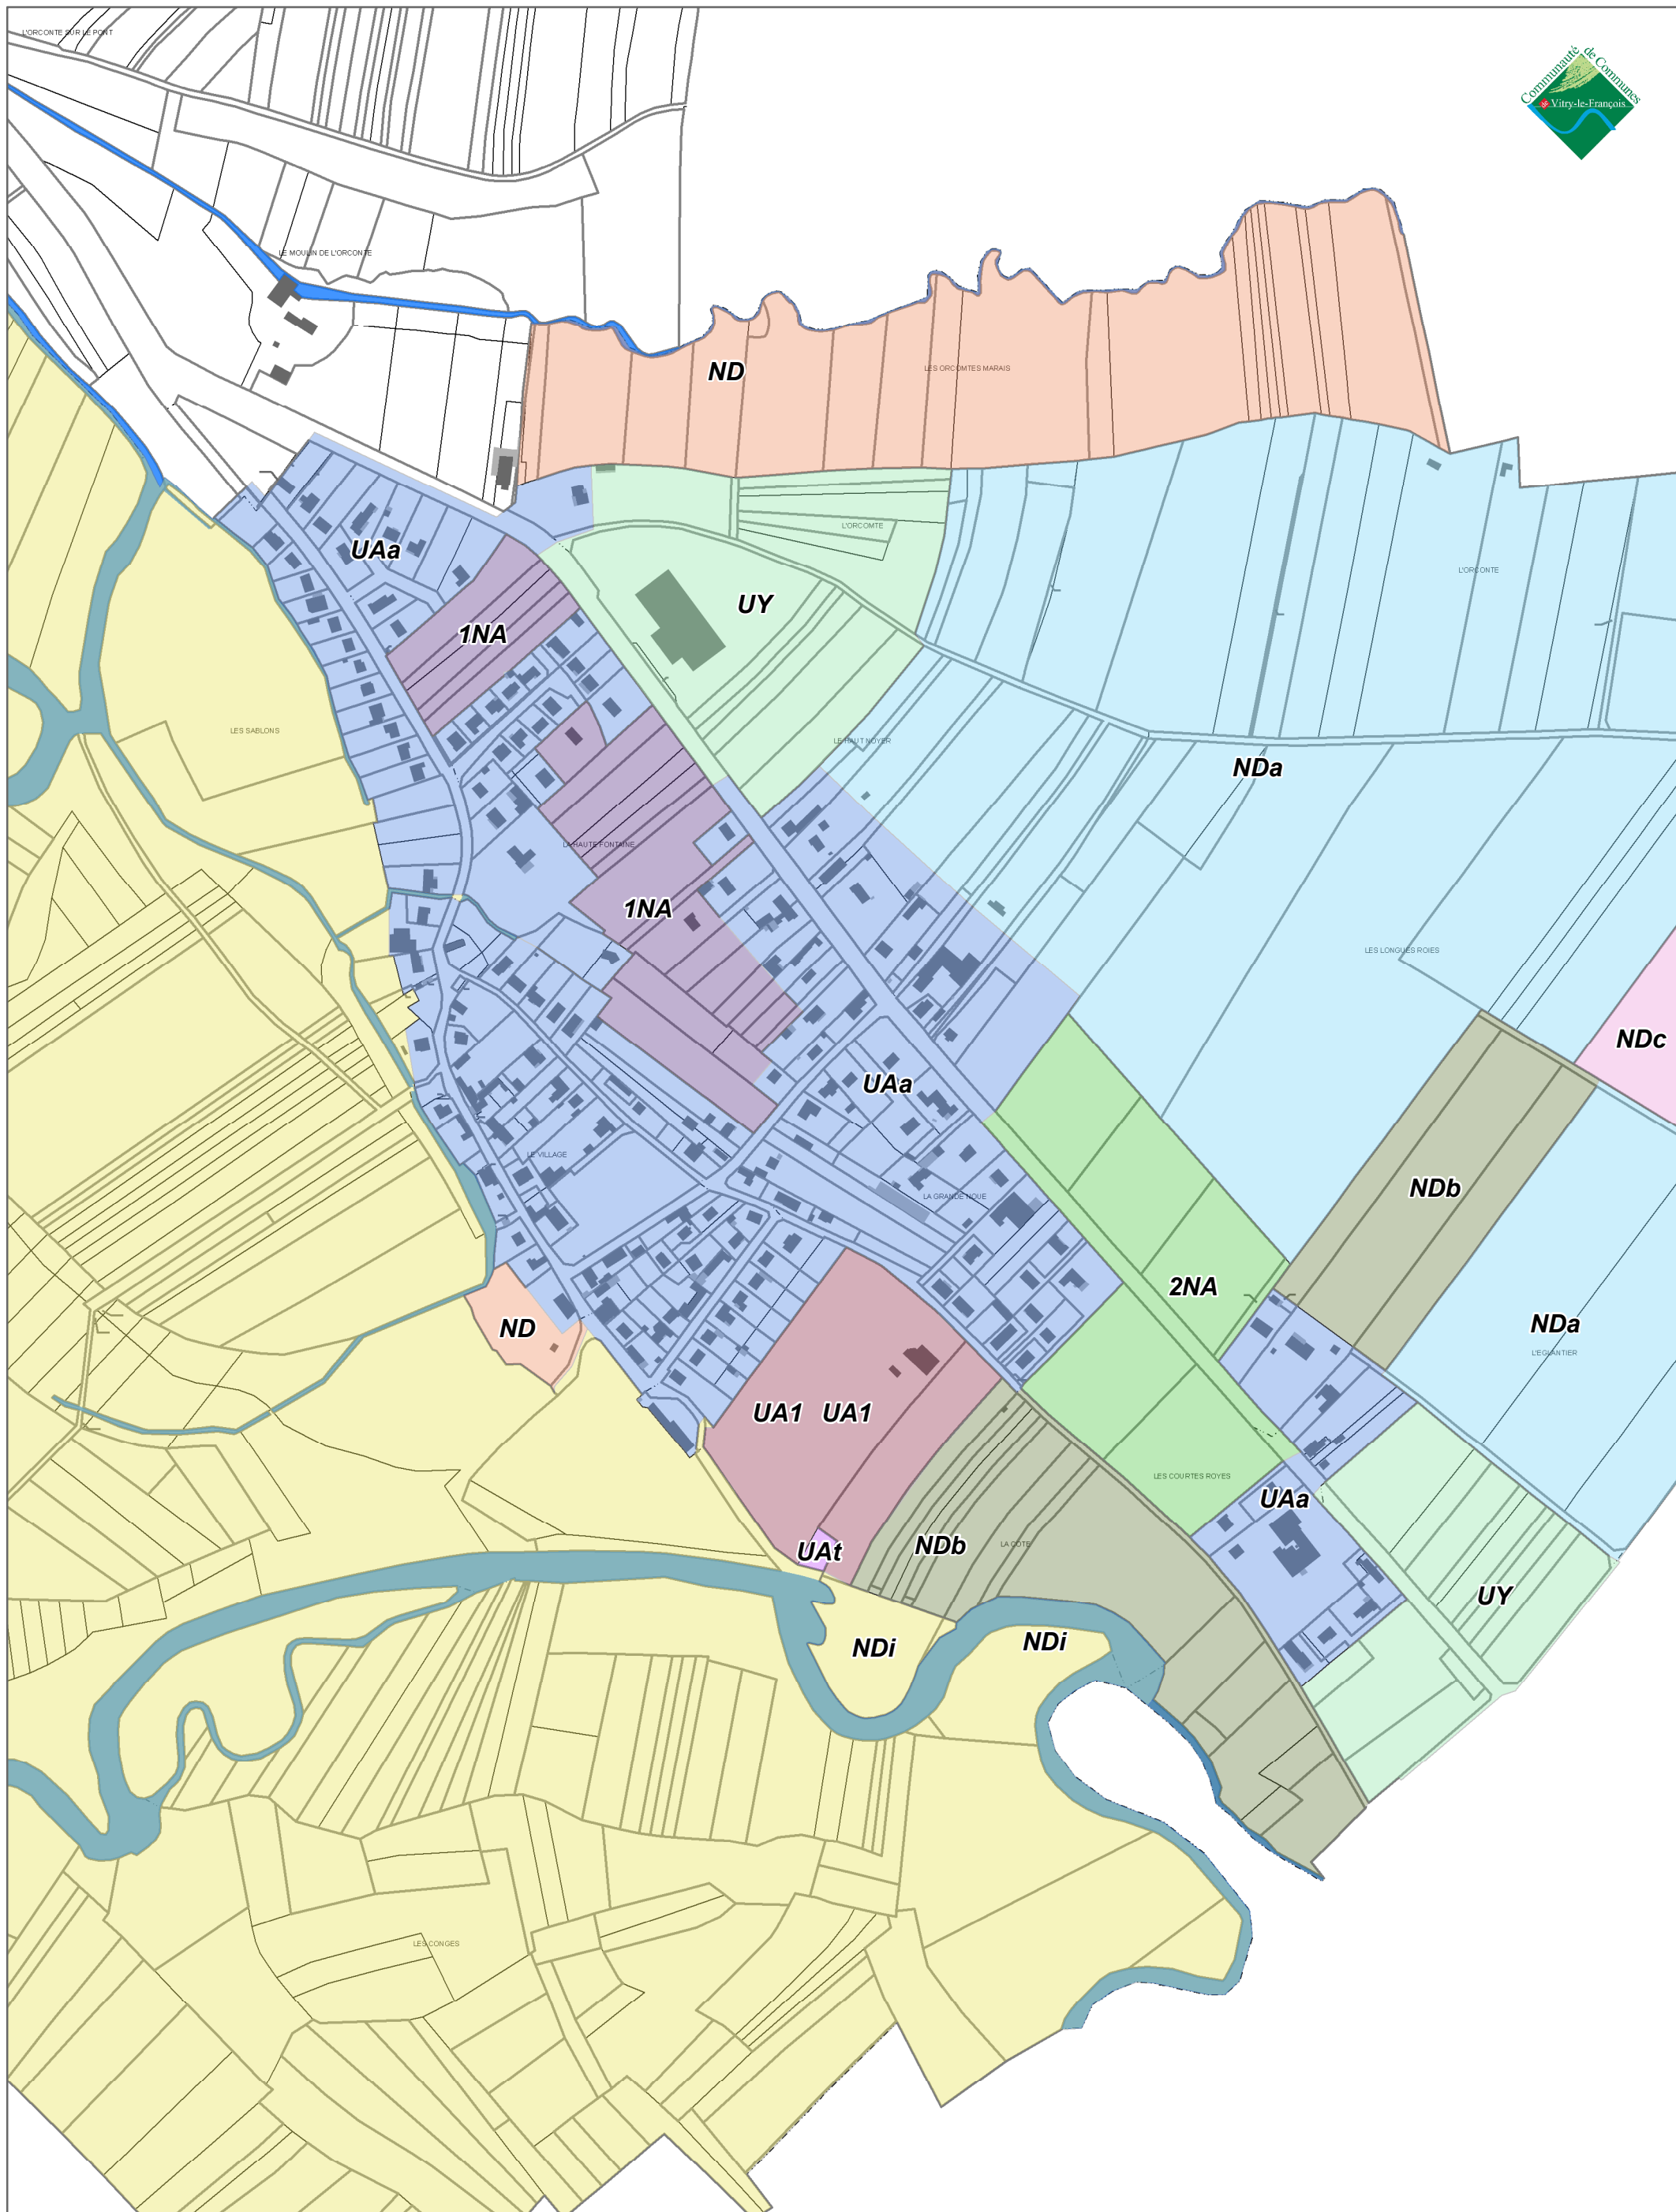 L'ORCONTE SUR LE PONT
Communauté de Communes
de Vitry-le-François
LE MOULIN DE L'ORCONTE
ND
LES ORCOMTES MARAIS
L'ORCOMTE
UAa
L'ORCONTE
UY
1NA
LES SABLONS
LE HAUT NOYER
NDa
LA HAUTE FONTAINE
1NA
LES LONGUES ROIES
NDc
UAa
LE VILLAGE
NDb
LA GRANDE NOUE
2NA
ND
NDa
L'EGLANTIER
UA1 UA1
LES COURTES ROYES
UAa
NDb
LA COTE
UAt
UY
NDi
NDi
LES CONGES